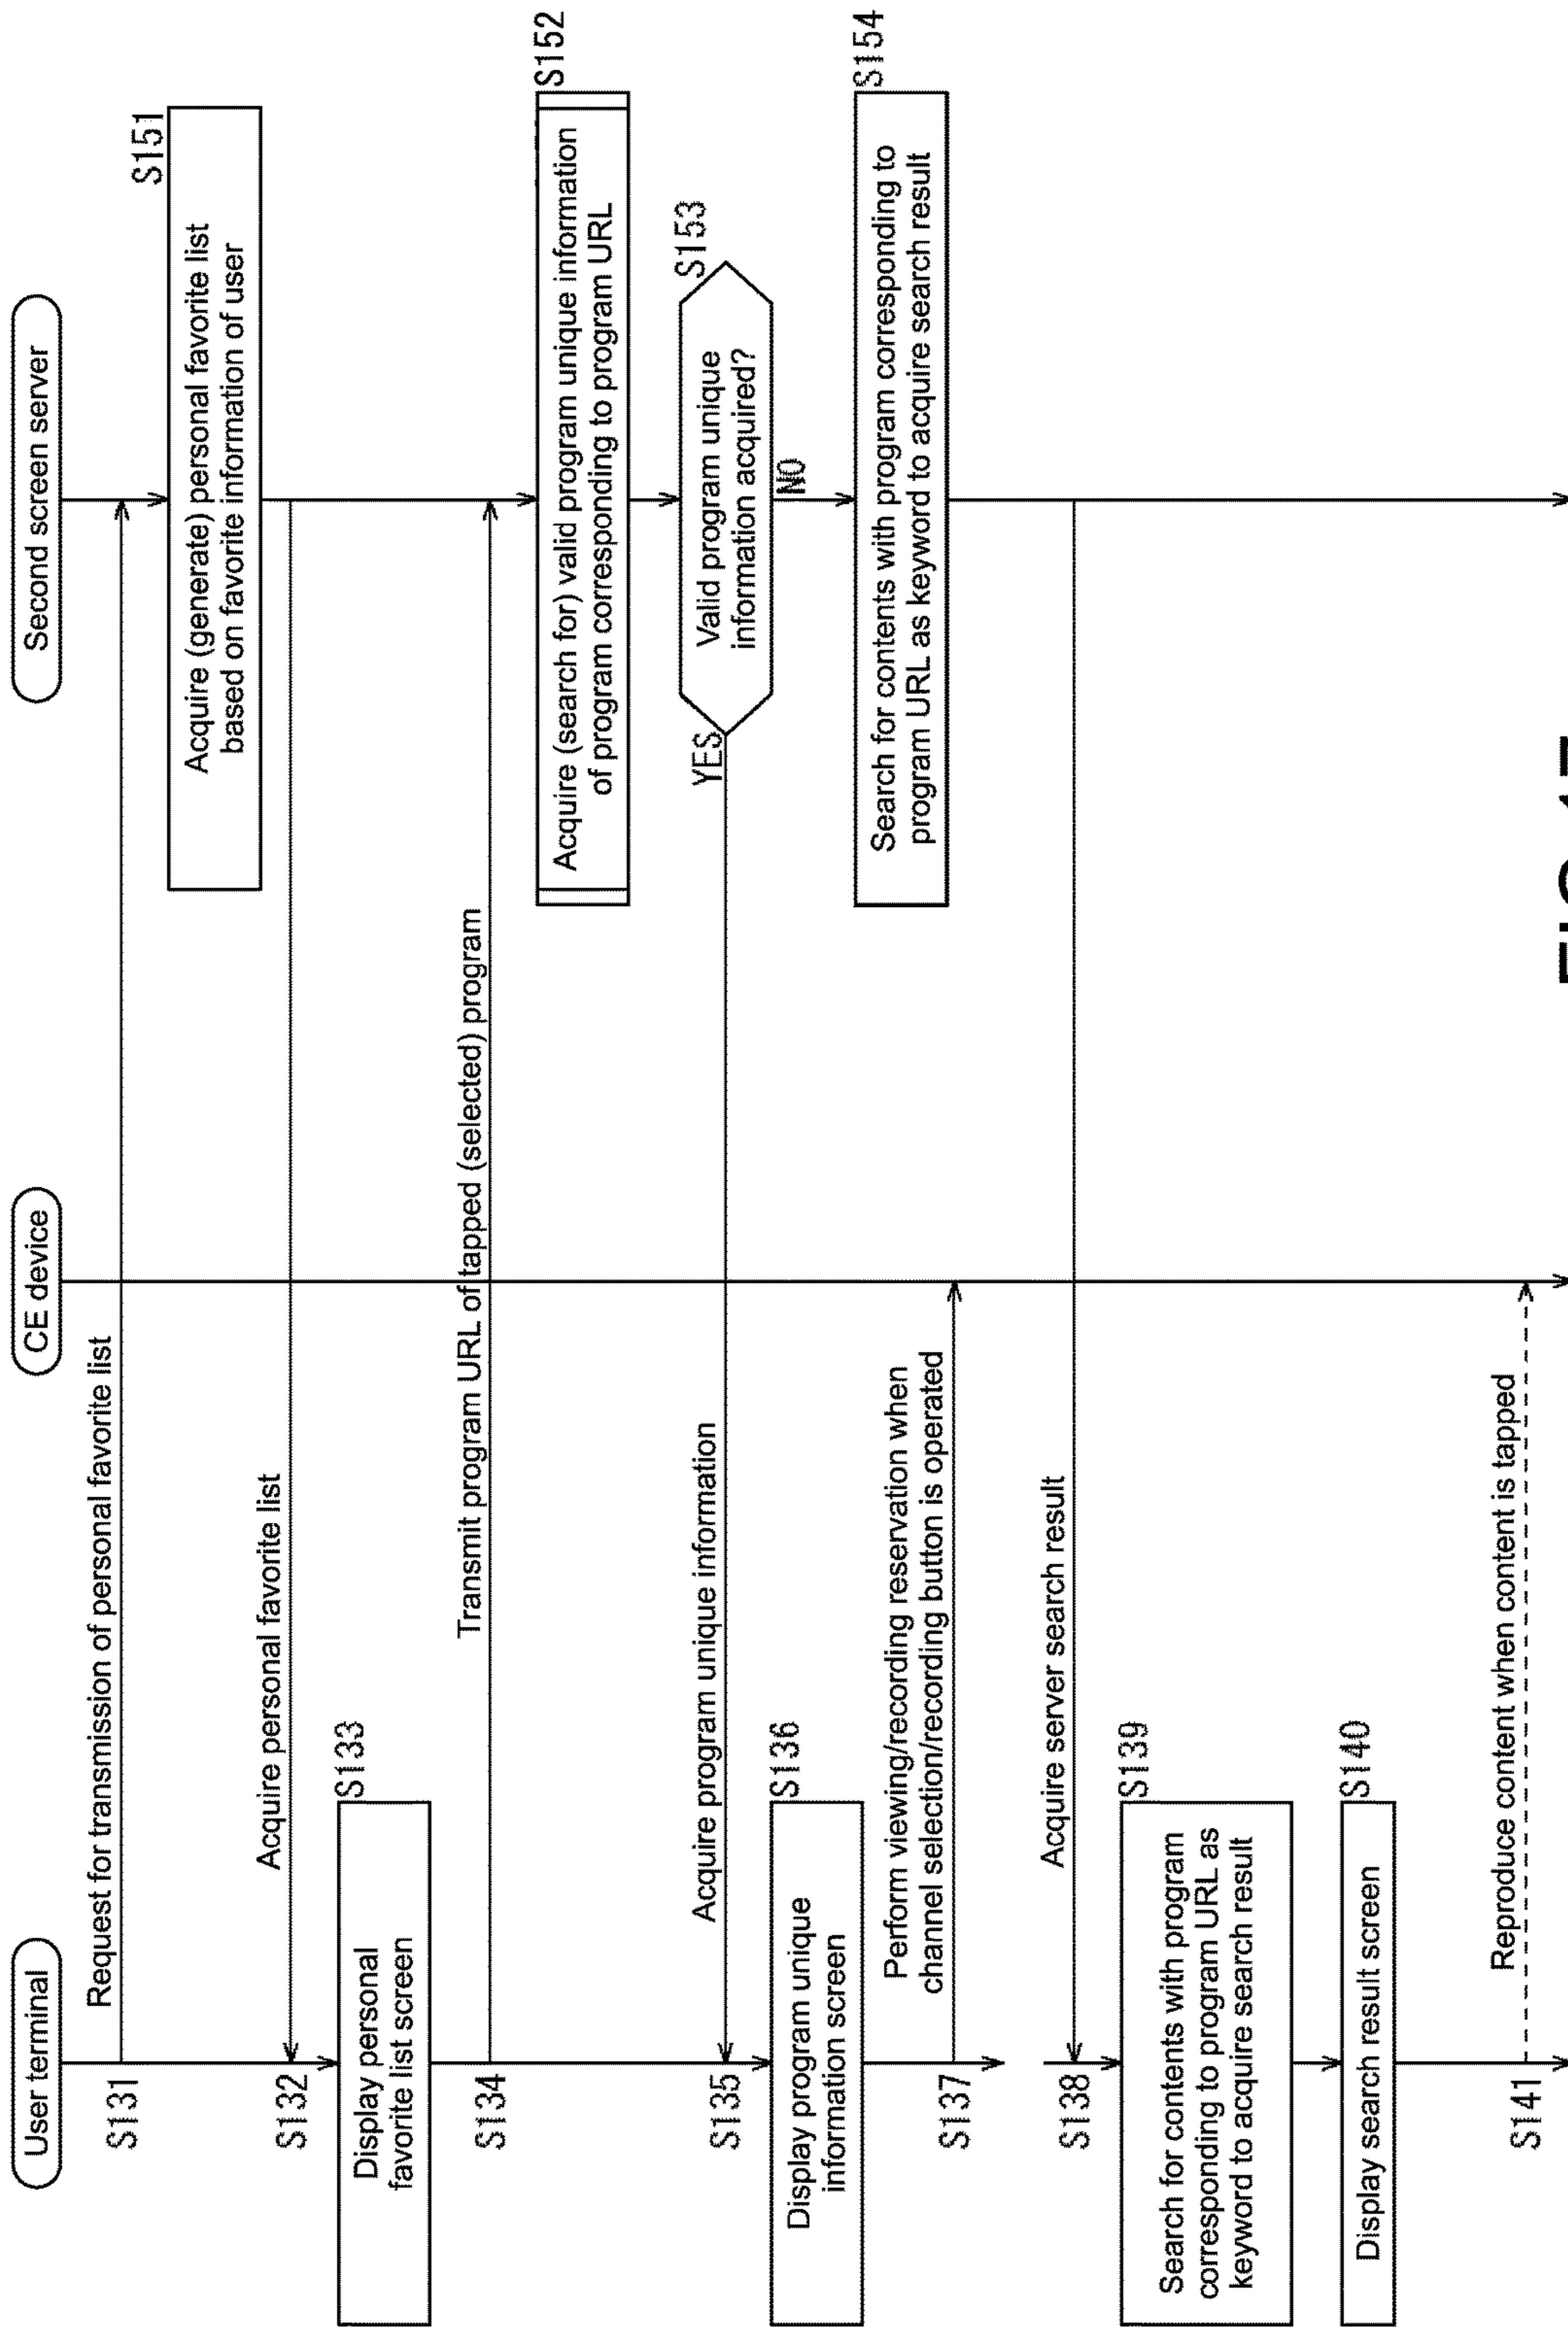 User terminal
CE device
Second screen server
S131
Request for transmission of personal favorite list
S151
Acquire (generate) personal favorite list
based on favorite information of user
S132
Acquire personal favorite list
S133
Display personal
favorite list screen
S134
Transmit program URL of tapped (selected) program
S152
Acquire (search for) valid program unique information
of program corresponding to program URL
S153
Valid program unique
information acquired?
YES
NO
S135
Acquire program unique information
S136
Display program unique
information screen
S154
Search for contents with program corresponding to
program URL as keyword to acquire search result
S137
Perform viewing/recording reservation when
channel selection/recording button is operated
S138
Acquire server search result
S139
Search for contents with program
corresponding to program URL as
keyword to acquire search result
S140
Display search result screen
S141
Reproduce content when content is tapped